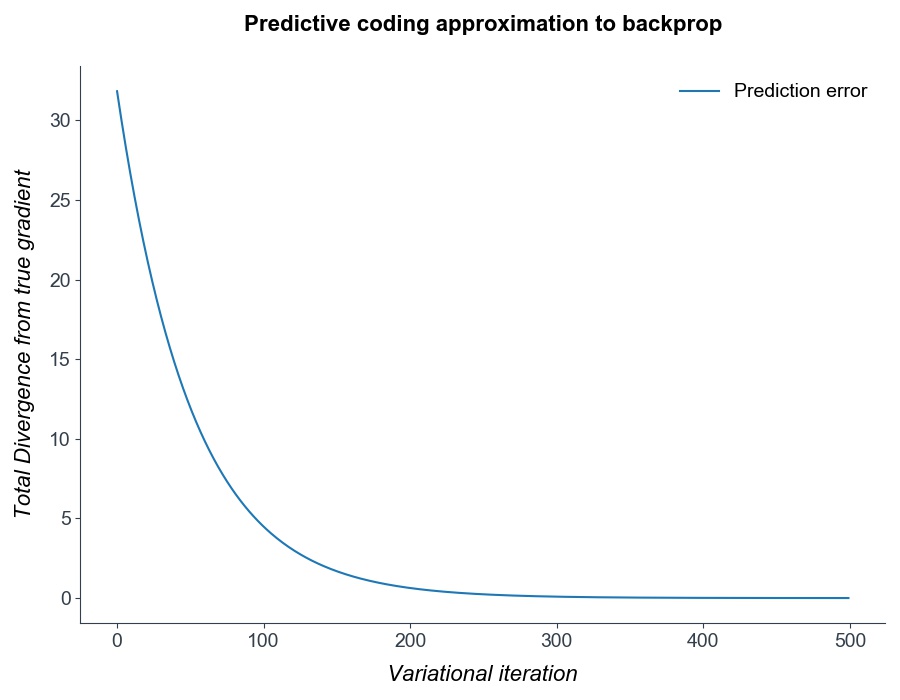 Predictive coding approximation to backprop
Prediction error
Total Divergence from true gradient
30
25
20
15
10
5
0
0 100 200 300 400 500
Variational iteration